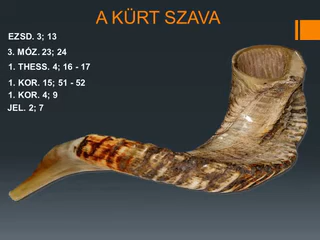 A KÜRT SZAVA
EZSD. 3; 13
3. MÓZ. 23; 24
1. THESS. 4; 16 - 17
1. KOR. 15; 51 - 52
1. KOR. 4; 9
JEL. 2; 7